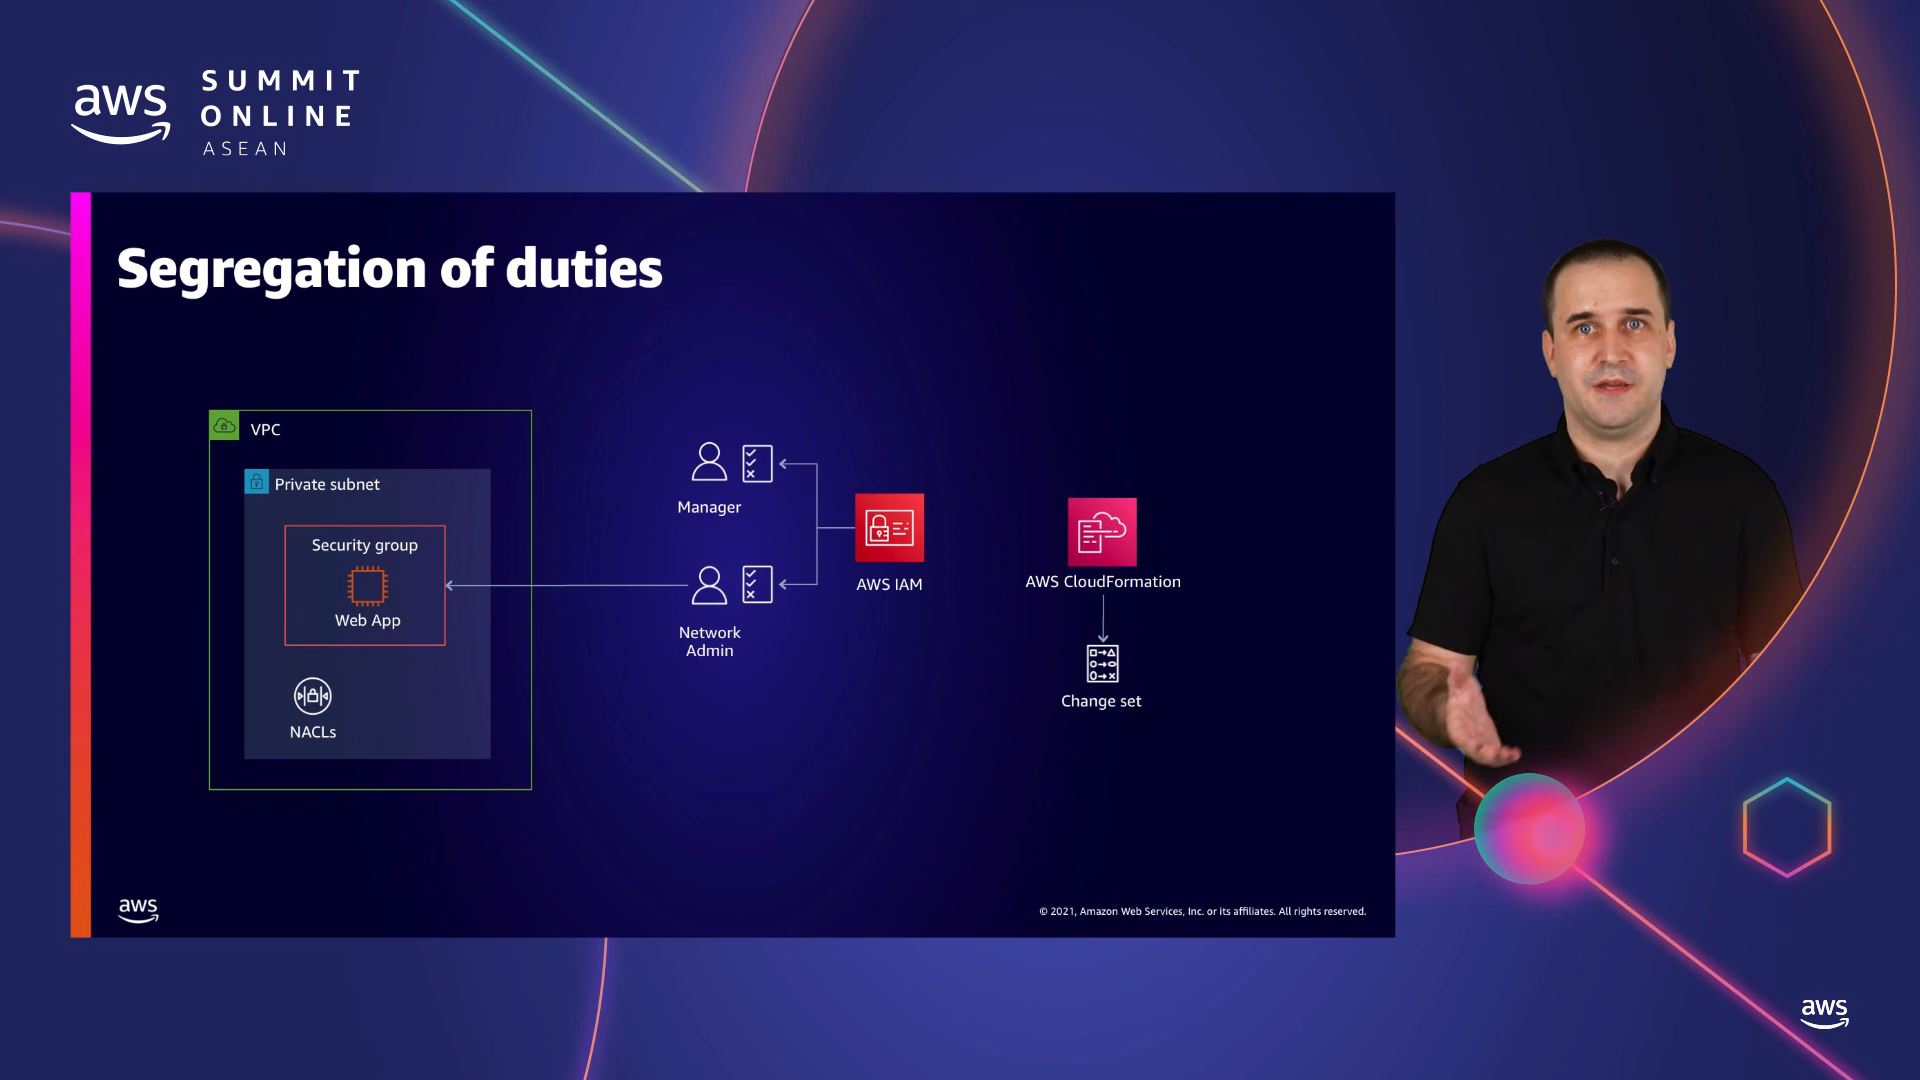 aws
SUMMIT
ONLINE
ASEAN
Segregation of duties
VPC
Private subnet
Security group
Web App
NACLs
Manager
Network
Admin
AWS IAM
AWS CloudFormation
Change set
aws
© 2021, Amazon Web Services, Inc. or its affiliates. All rights reserved.
aws